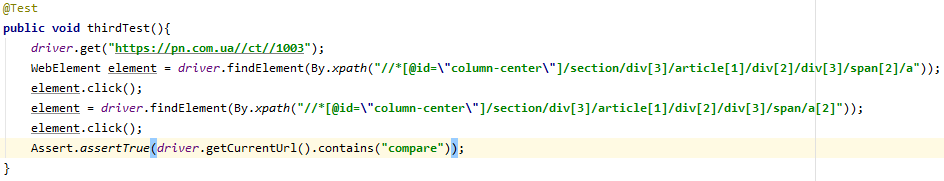 @Test
public void thirdTest(){
driver.get("https://pn.com.ua//ct//1003");
WebElement element = driver.findElement(By.xpath("//*[@id=\"column-center\"]/section/div[3]/article[1]/div[2]/div[3]/span[2]/a"));
element.click();
element = driver.findElement(By.xpath("//*[@id=\"column-center\"]/section/div[3]/article[1]/div[2]/div[3]/span/a[2]"));
element.click();
Assert.assertTrue(driver.getCurrentUrl().contains("compare"));
}